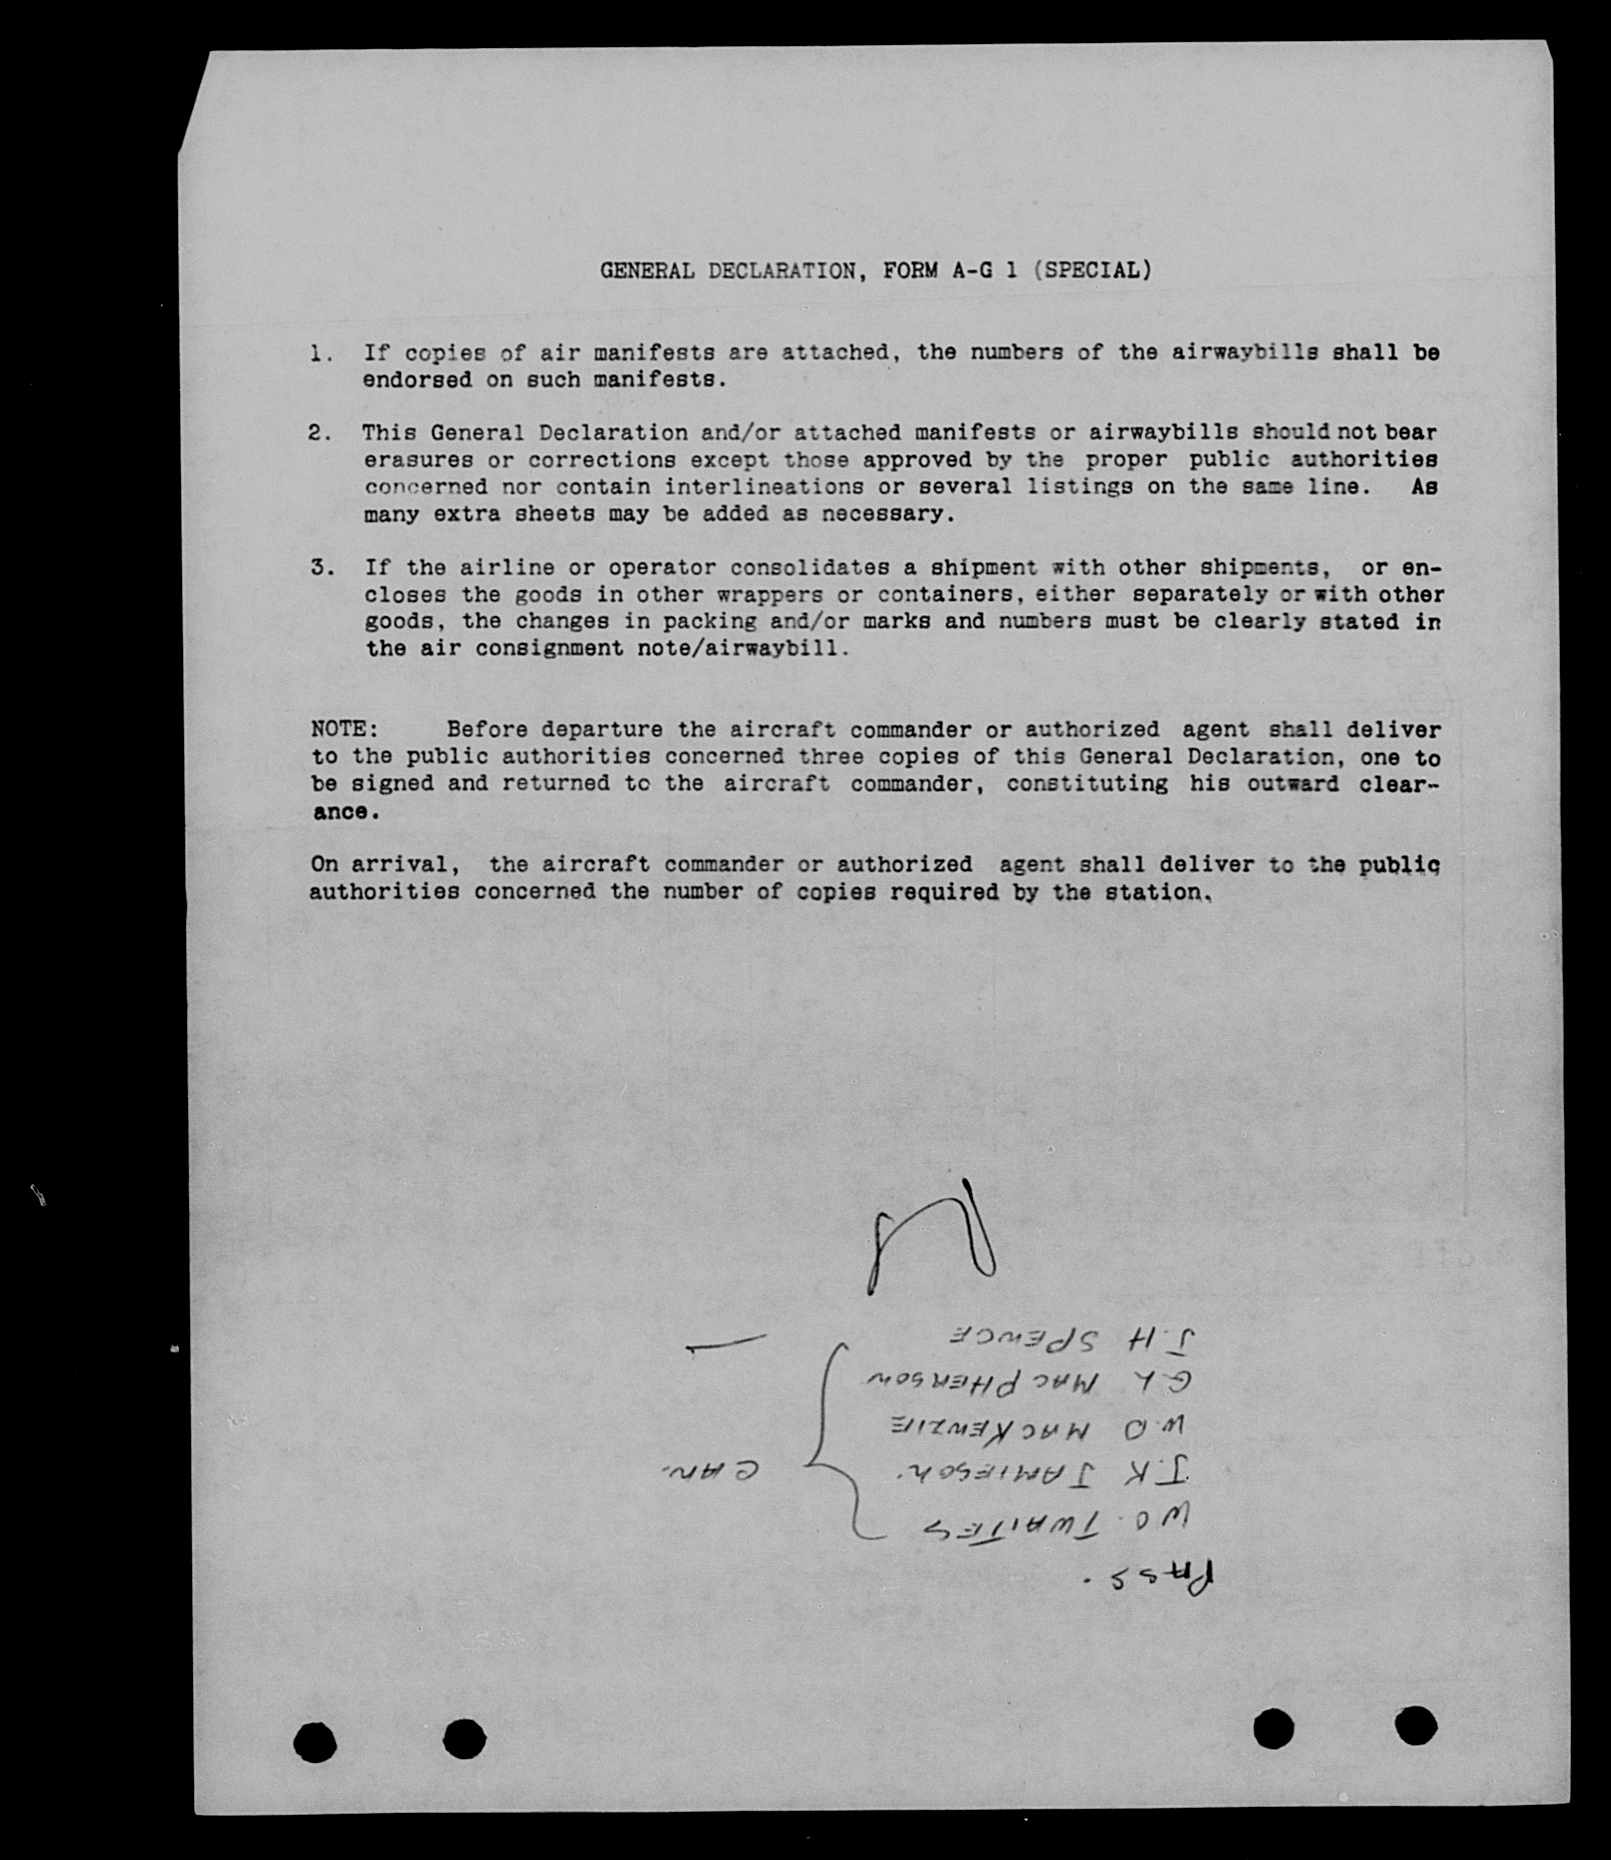 GENERAL DECLARATION, FORM A-G 1 (SPECIAL)
1. If copies of air manifests are attached, the numbers of the airwaybills shall be
endorsed on such manifests.
2. This General Declaration and/or attached manifests or airwaybills should not bear
erasures or corrections except those approved by the proper public authorities
concerned nor contain interlineations or several listings on the same line. As
many extra sheets may be added as necessary.
3. If the airline or operator consolidates a shipment with other shipments, or en-
closes the goods in other wrappers or containers, either separately or with other
goods, the changes in packing and/or marks and numbers must be clearly stated in
the air consignment note/airwaybill.
NOTE: Before departure the aircraft commander or authorized agent shall deliver
to the public authorities concerned three copies of this General Declaration, one to
be signed and returned to the aircraft commander, constituting his outward clear-
ance.
On arrival, the aircraft commander or authorized agent shall deliver to the public
authorities concerned the number of copies required by the station.
PASS.
W.O. TWAITES
J.K JAMIESON.
W.D MACKENZIE
G.L MACPHERSON
J.H SPENCE
CAN.